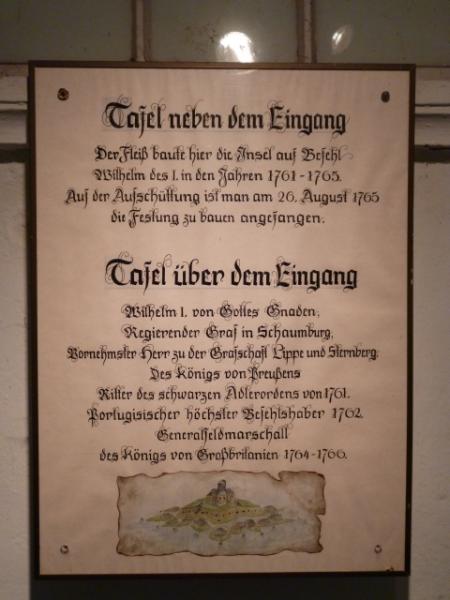 Tafel neben dem Eingang
Der Fleiß baute hier die Insel auf Befehl
Wilhelm des 1. in den Jahren 1761-1765.
Auf der Aufschüttung ist man am 26. August 1765
die Festung zu bauen angefangen.
Tafel über dem Eingang
Wilhelm 1. von Gottes Gnaden,
Regierender Graf in Schaumburg,
Vornehmster Herr zu der Grafschaft Lippe und Sternberg,
Des Königs von Preußens
Ritter des schwarzen Adlerordens von 1761.
Portugisischer höchster Befehlshaber 1762.
Generalfeldmarschall
des Königs von Großbritanien 1764-1766.